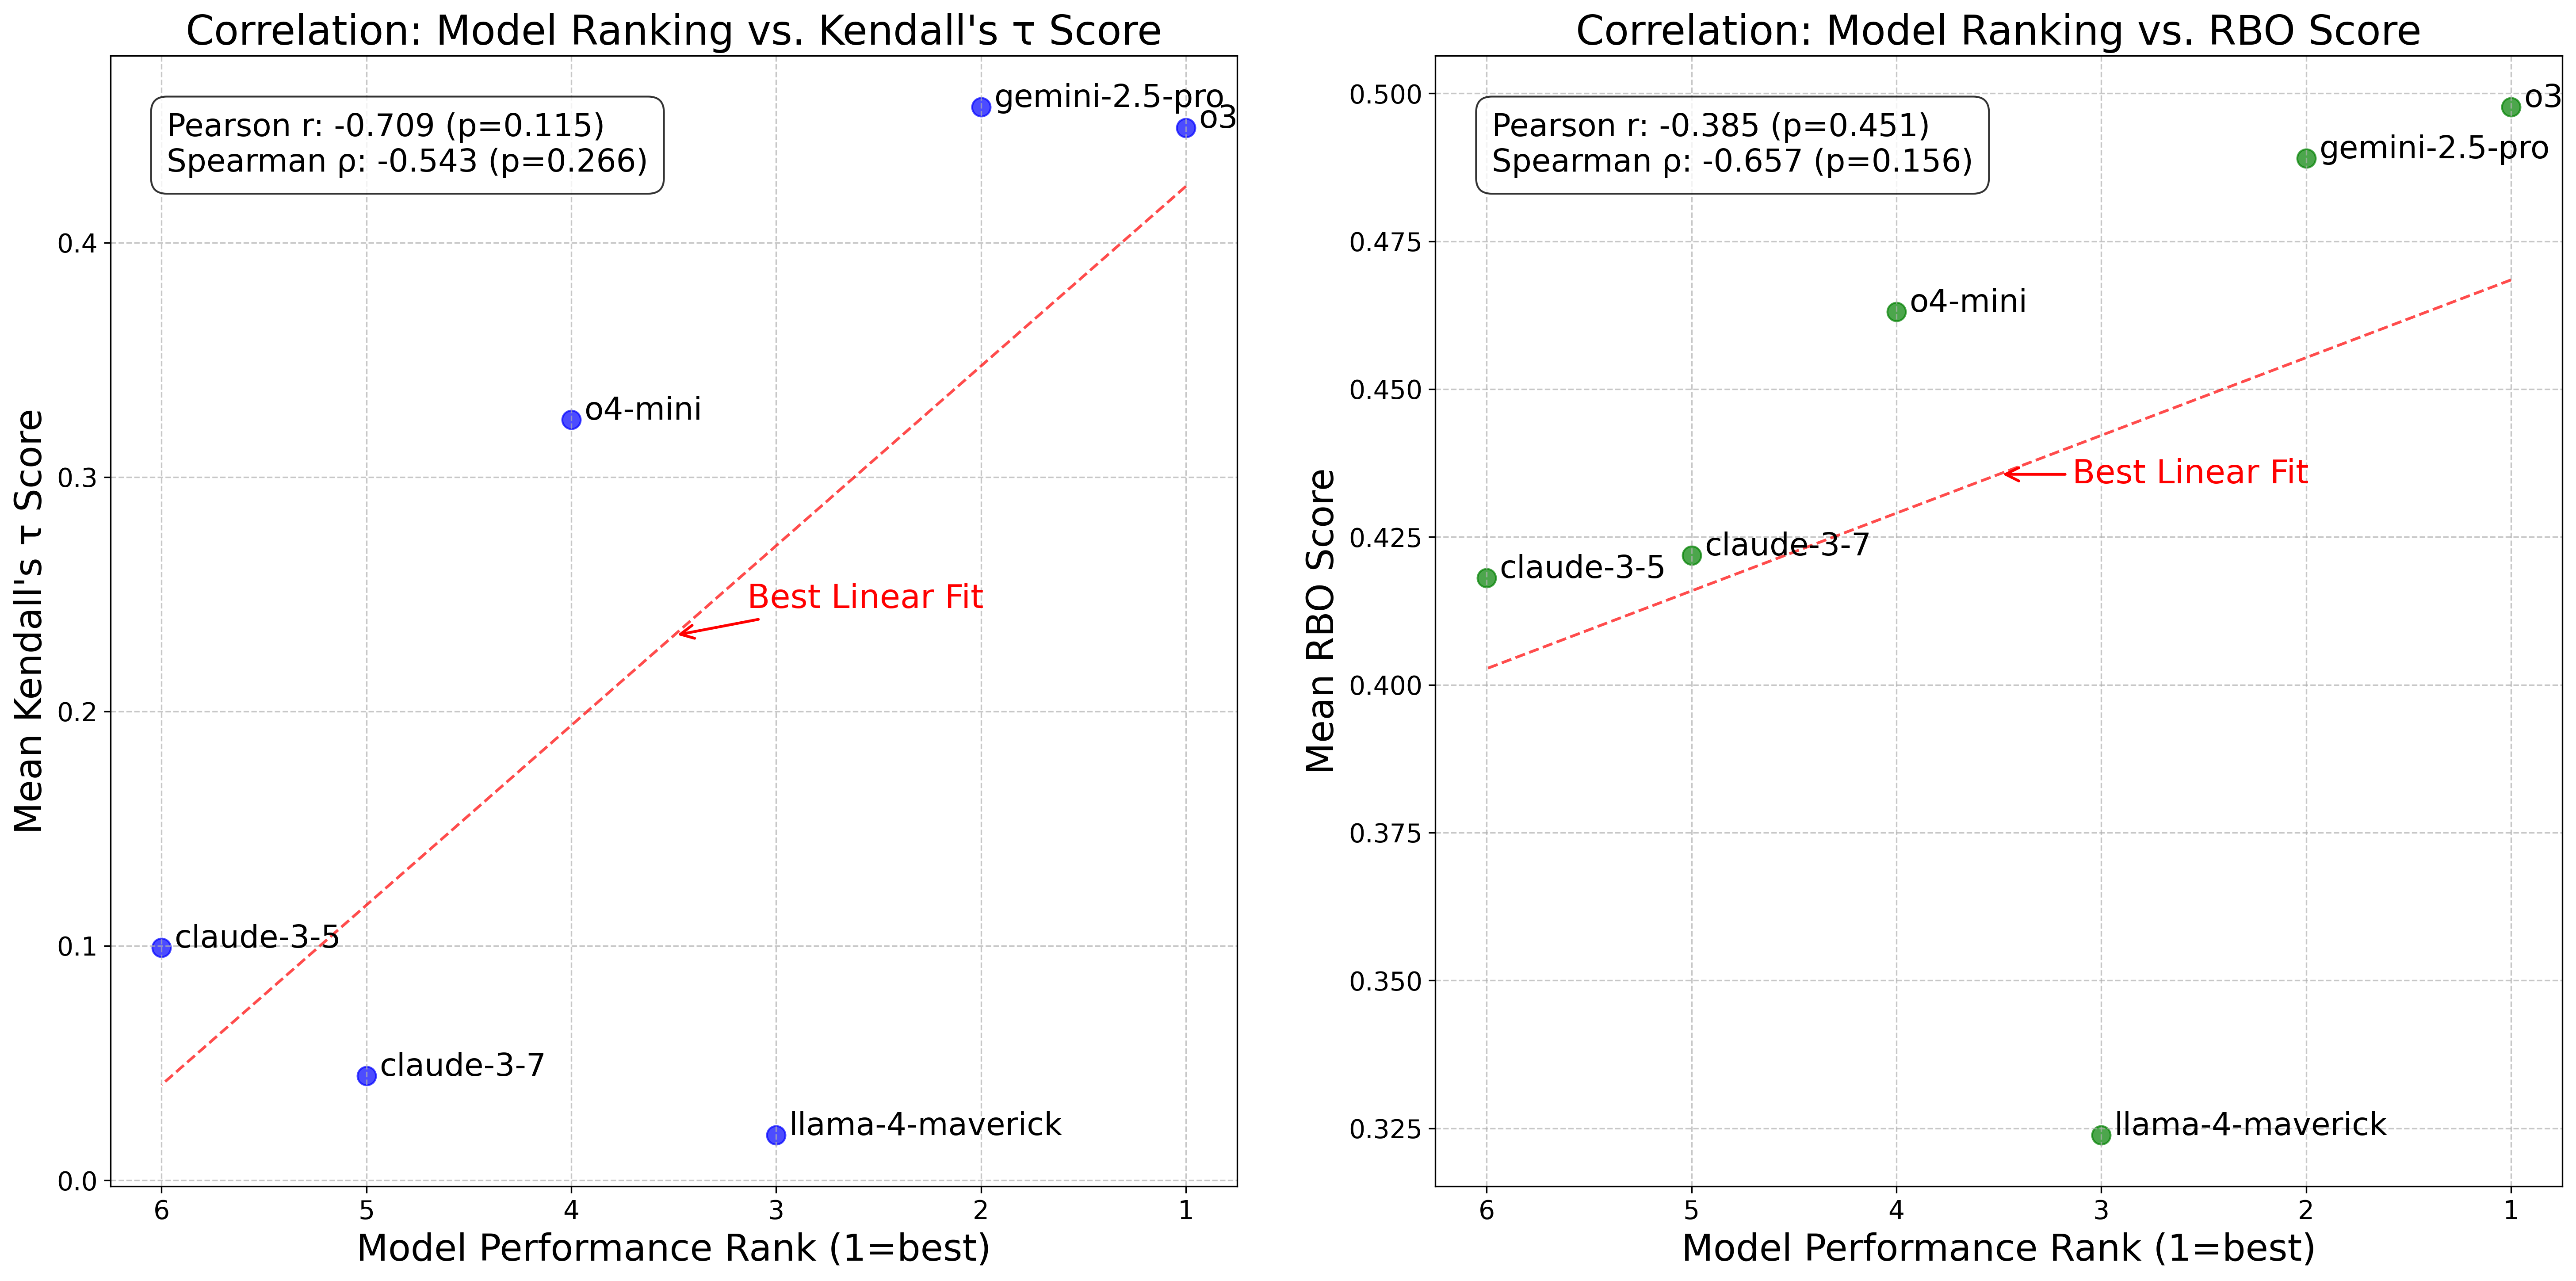 Correlation: Model Ranking vs. Kendall's τ Score
Pearson r: -0.709 (p=0.115)
Spearman ρ: -0.543 (p=0.266)
gemini-2.5-pro
o3
o4-mini
Best Linear Fit
claude-3-5
claude-3-7
llama-4-maverick
Mean Kendall's τ Score
0.4
0.3
0.2
0.1
0.0
6 5 4 3 2 1
Model Performance Rank (1=best)
Correlation: Model Ranking vs. RBO Score
Pearson r: -0.385 (p=0.451)
Spearman ρ: -0.657 (p=0.156)
o3
gemini-2.5-pro
o4-mini
Best Linear Fit
claude-3-7
claude-3-5
llama-4-maverick
Mean RBO Score
0.500
0.475
0.450
0.425
0.400
0.375
0.350
0.325
6 5 4 3 2 1
Model Performance Rank (1=best)